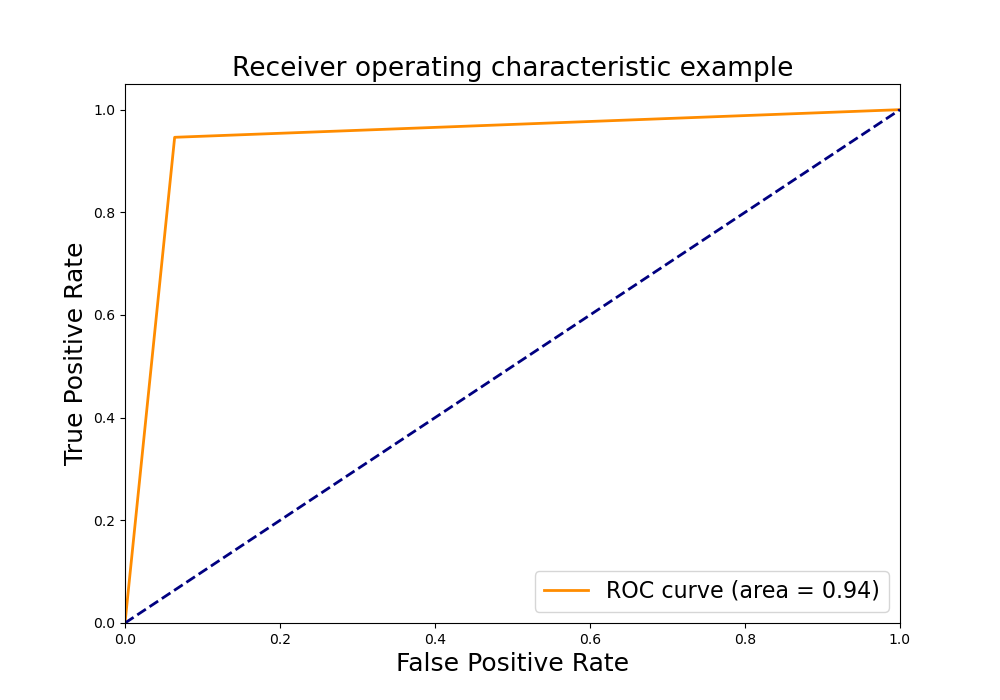 Receiver operating characteristic example
True Positive Rate
1.0
0.8
0.6
0.4
0.2
0.0
ROC curve (area = 0.94)
0.0 0.2 0.4 0.6 0.8 1.0
False Positive Rate